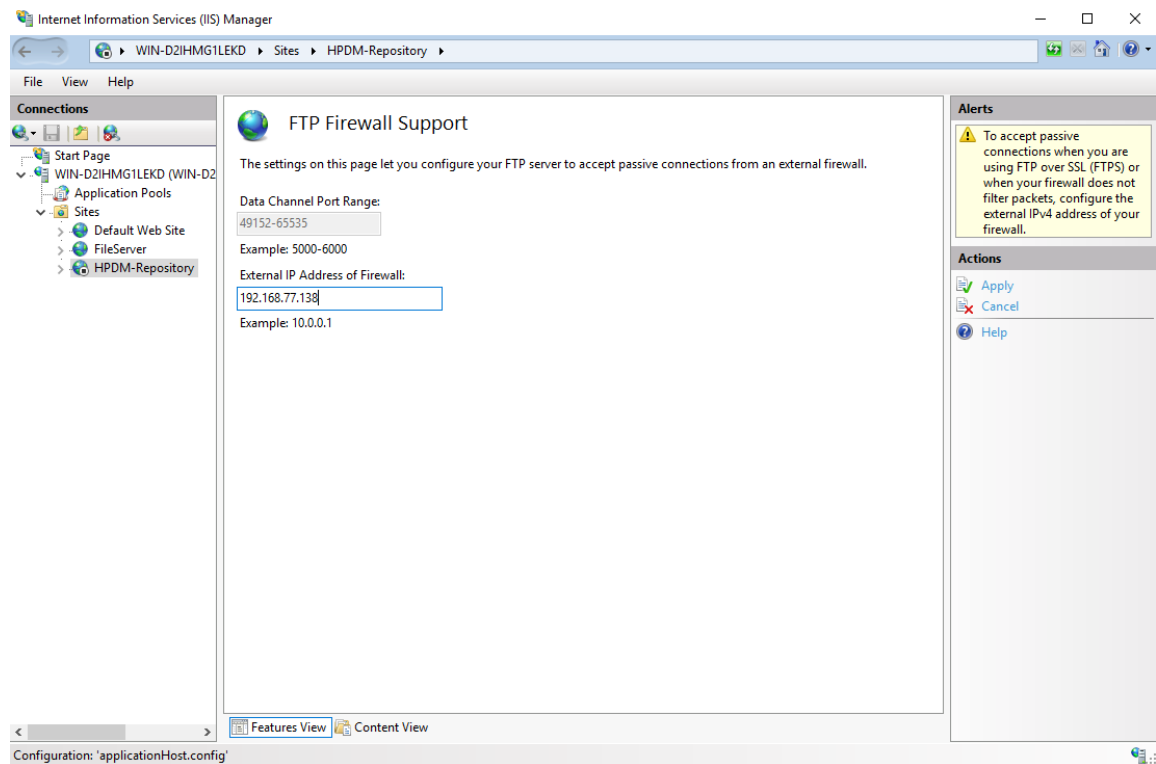 Internet Information Services (IIS) Manager
WIN-D2IHMG1LEKD
Sites
HPDM-Repository
File View Help
Connections
Start Page
WIN-D2IHMG1LEKD (WIN-D2
Application Pools
Sites
Default Web Site
FileServer
HPDM-Repository
FTP Firewall Support
The settings on this page let you configure your FTP server to accept passive connections from an external firewall.
Data Channel Port Range:
49152-65535
Example: 5000-6000
External IP Address of Firewall:
192.168.77.138
Example: 10.0.0.1
Features View
Content View
Alerts
To accept passive
connections when you are
using FTP over SSL (FTPS) or
when your firewall does not
filter packets, configure the
external IPv4 address of your
firewall.
Actions
Apply
Cancel
Help
Configuration: 'applicationHost.config'